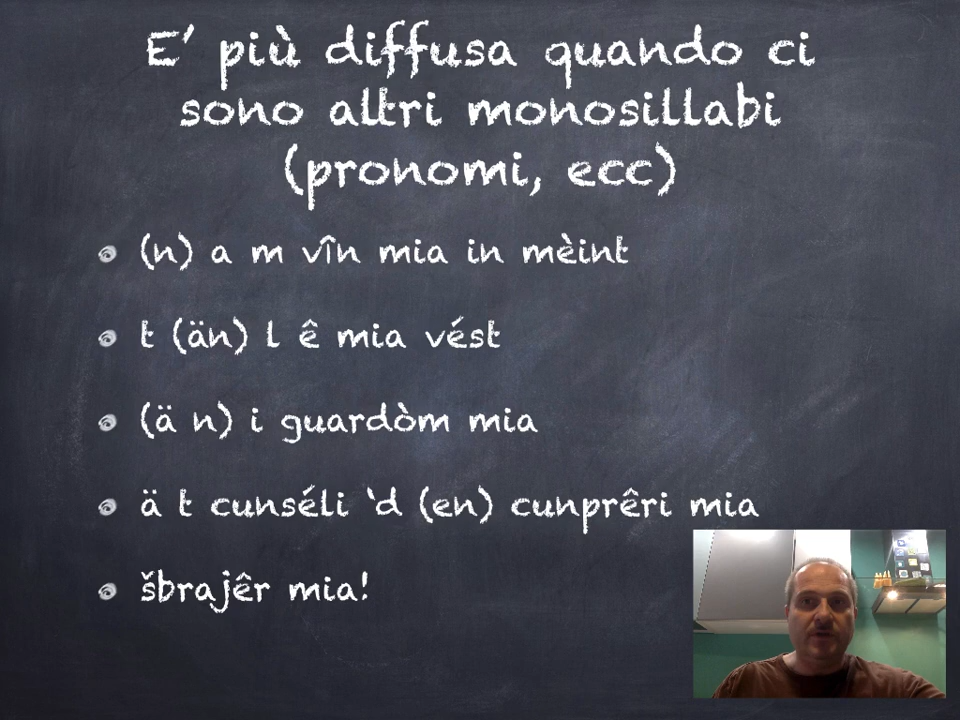 E' più diffusa quando ci
sono altri monosillabi
(pronomi, ecc)
(n) a m vîn mia in mèint
t (än) l ê mia vést
(ä n) i guardòm mia
ä t cunséli 'd (en) cunprêri mia
šbrajêr mia!